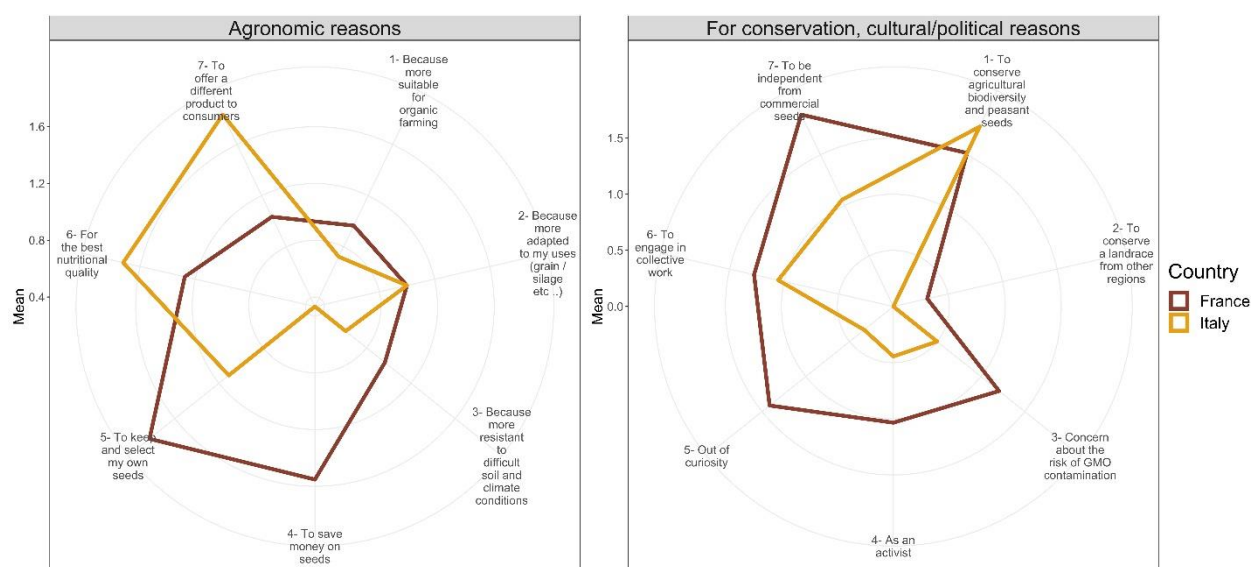 Agronomic reasons
7- To
offer a
different
product to
consumers
1- Because
more
suitable
for
organic
farming
1.6
1.2
0.8
0.4
Mean
6- For
the best
nutritional
quality
2- Because
more
adapted
to my uses
(grain /
silage
etc ..)
5- To keep
and select
my own
seeds
3- Because
more
resistant
to
difficult
soil and
climate
conditions
4- To save
money on
seeds
For conservation, cultural/political reasons
7- To be
independent
from
commercial
seeds
1- To
conserve
agricultural
biodiversity
and peasant
seeds
1.5
1.0
0.5
0.0
Mean
6- To
engage in
collective
work
2- To
conserve
a landrace
from other
regions
5- Out of
curiosity
3- Concern
about the
risk of GMO
contamination
4- As an
activist
Country
France
Italy